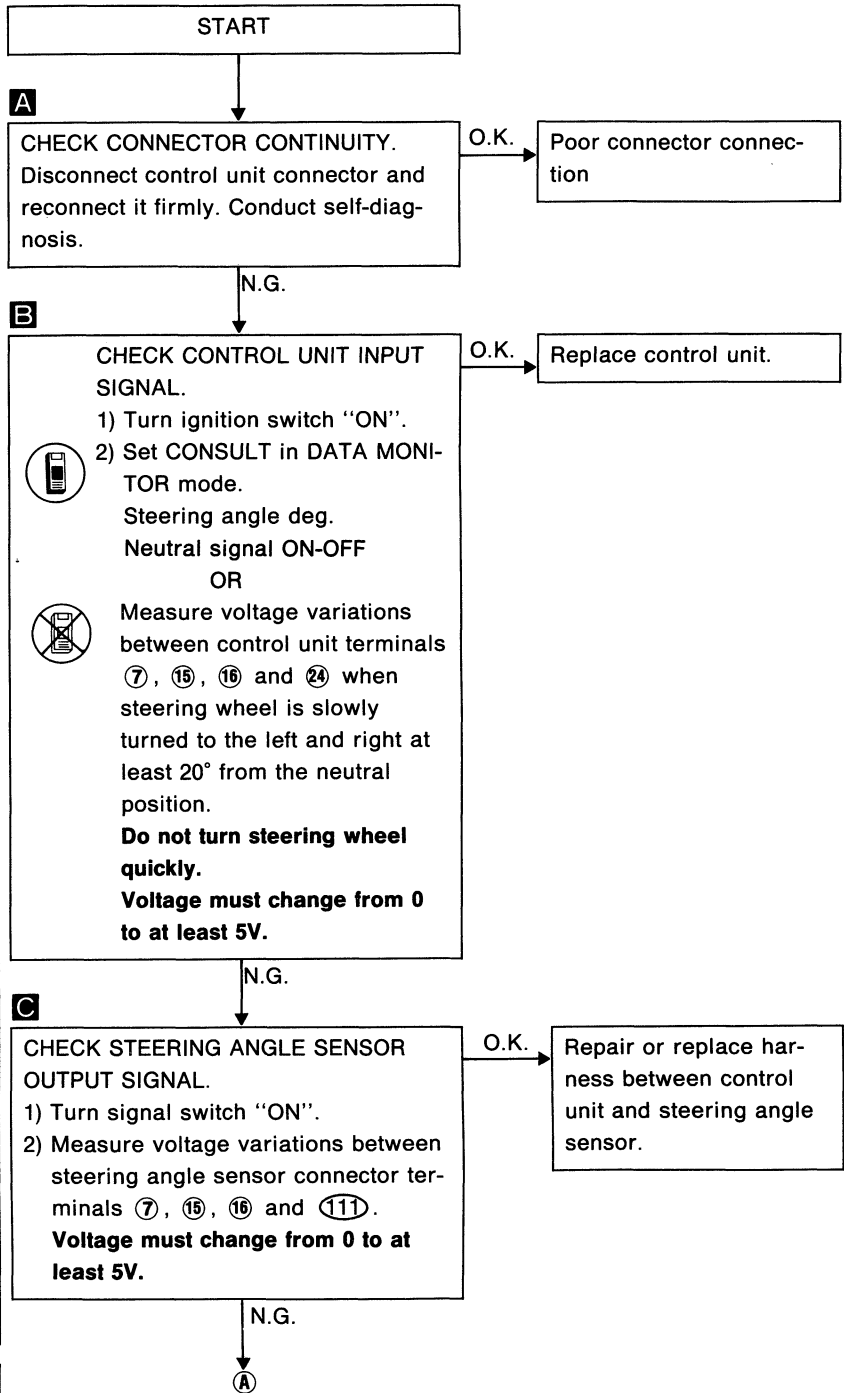 START
A
CHECK CONNECTOR CONTINUITY.
Disconnect control unit connector and
reconnect it firmly. Conduct self-diag-
nosis.
O.K.
Poor connector connec-
tion
N.G.
B
CHECK CONTROL UNIT INPUT
SIGNAL.
1) Turn ignition switch "ON".
2) Set CONSULT in DATA MONI-
TOR mode.
Steering angle deg.
Neutral signal ON-OFF
OR
Measure voltage variations
between control unit terminals
⑦, ⑮, ⑯ and ㉔ when
steering wheel is slowly
turned to the left and right at
least 20° from the neutral
position.
Do not turn steering wheel
quickly.
Voltage must change from 0
to at least 5V.
O.K.
Replace control unit.
N.G.
C
CHECK STEERING ANGLE SENSOR
OUTPUT SIGNAL.
1) Turn signal switch "ON".
2) Measure voltage variations between
steering angle sensor connector ter-
minals ⑦, ⑮, ⑯ and (111).
Voltage must change from 0 to at
least 5V.
O.K.
Repair or replace har-
ness between control
unit and steering angle
sensor.
N.G.
Ⓐ